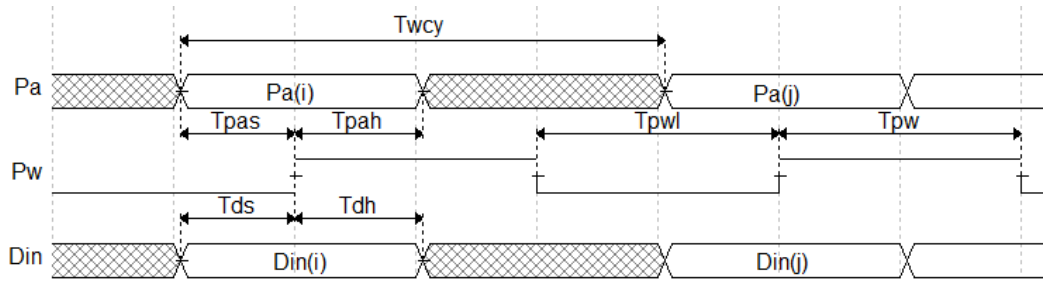 Twcy
Pa Pa(i) Pa(j)
Tpas Tpah Tpwl Tpw
Pw
Tds Tdh
Din Din(i) Din(j)